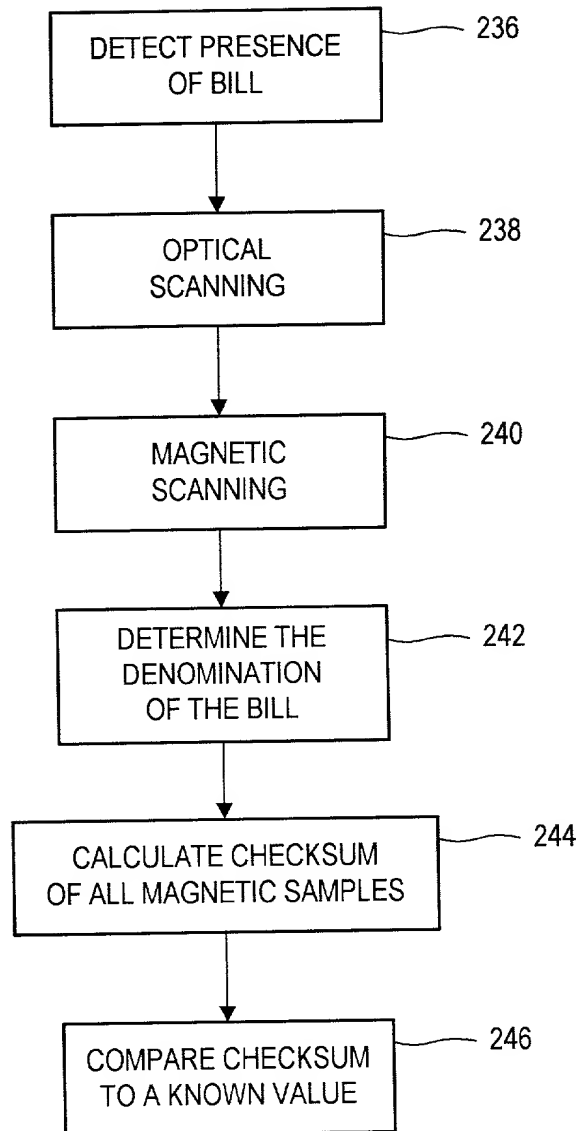 DETECT PRESENCE
OF BILL
236
OPTICAL
SCANNING
238
MAGNETIC
SCANNING
240
DETERMINE THE
DENOMINATION
OF THE BILL
242
CALCULATE CHECKSUM
OF ALL MAGNETIC SAMPLES
244
COMPARE CHECKSUM
TO A KNOWN VALUE
246